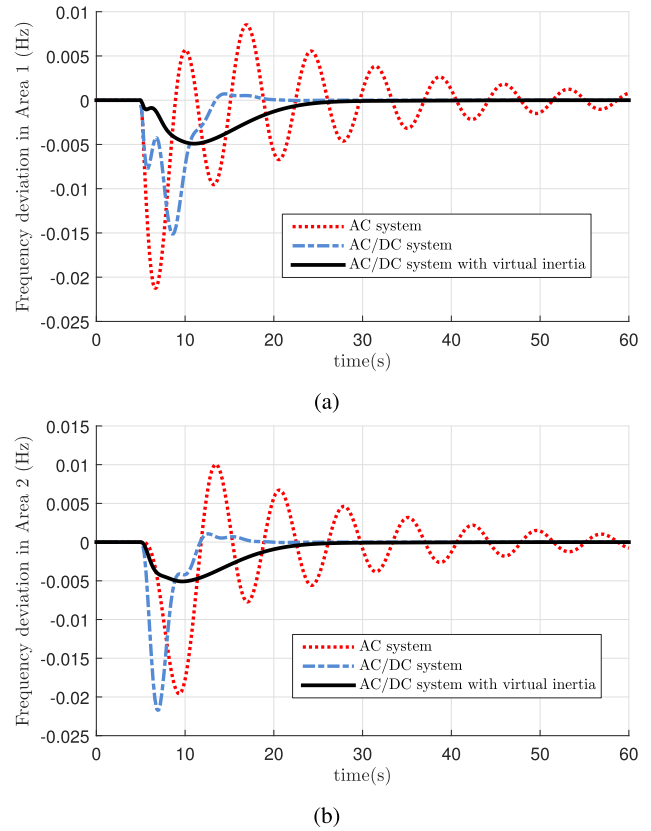 0.01
0.005
0
-0.005
-0.01
-0.015
-0.02
-0.025
Frequency deviation in Area 1 (Hz)
AC system
AC/DC system
AC/DC system with virtual inertia
0 10 20 30 40 50 60
time(s)
(a)
0.015
0.01
0.005
0
-0.005
-0.01
-0.015
-0.02
-0.025
Frequency deviation in Area 2 (Hz)
AC system
AC/DC system
AC/DC system with virtual inertia
0 10 20 30 40 50 60
time(s)
(b)